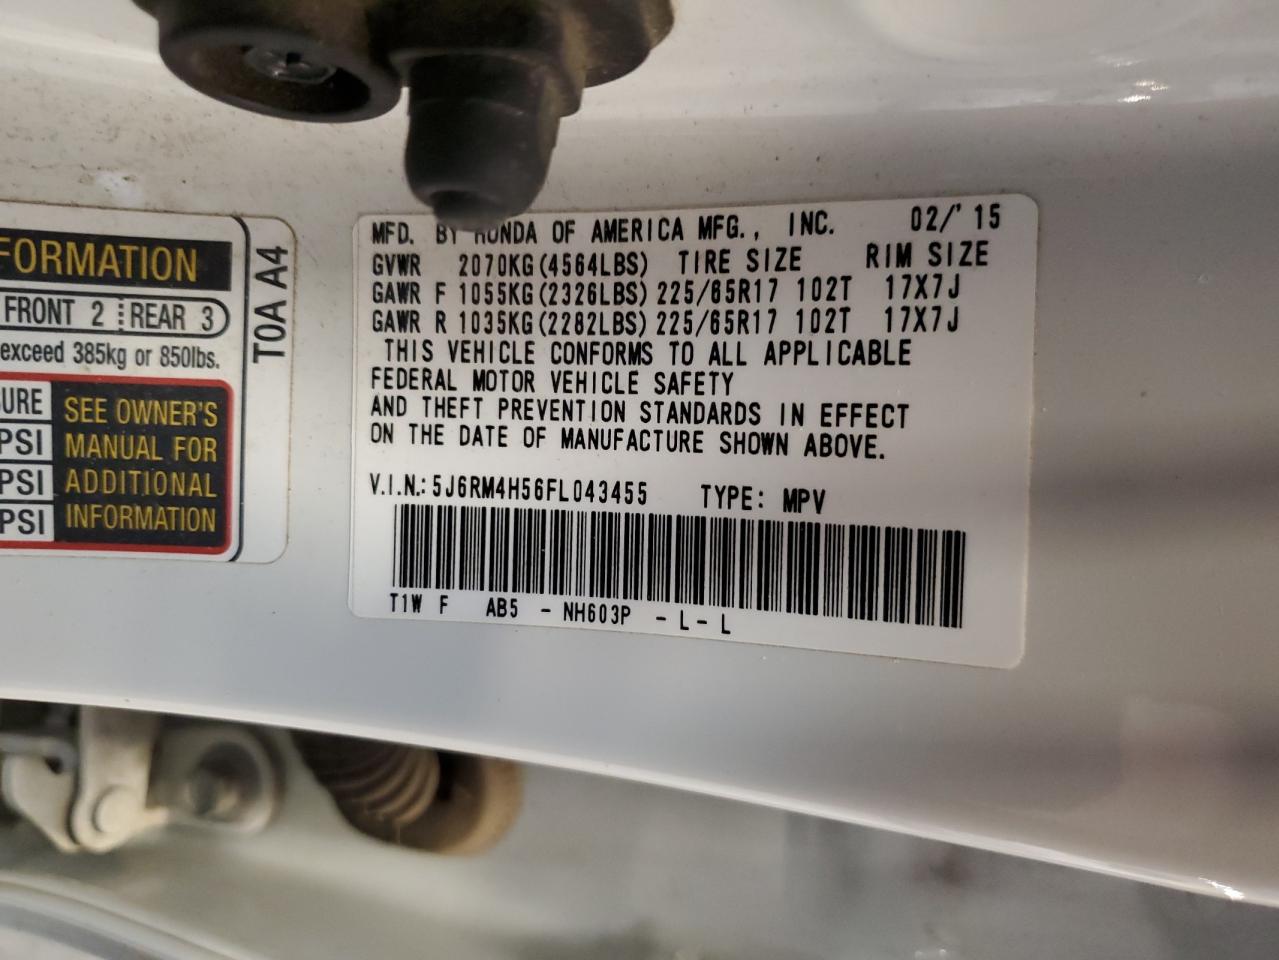 FORMATION
FRONT 2 REAR 3
exceed 385kg or 850lbs.
URE
PSI
PSI
PSI
SEE OWNER'S
MANUAL FOR
ADDITIONAL
INFORMATION
T0A A4
MFD. BY HONDA OF AMERICA MFG., INC. 02/'15
GVWR 2070KG(4564LBS) TIRE SIZE RIM SIZE
GAWR F 1055KG(2326LBS) 225/65R17 102T 17X7J
GAWR R 1035KG(2282LBS) 225/65R17 102T 17X7J
THIS VEHICLE CONFORMS TO ALL APPLICABLE
FEDERAL MOTOR VEHICLE SAFETY
AND THEFT PREVENTION STANDARDS IN EFFECT
ON THE DATE OF MANUFACTURE SHOWN ABOVE.
V.I.N.: 5J6RM4H56FL043455 TYPE: MPV
T1W F AB5 - NH603P - L - L